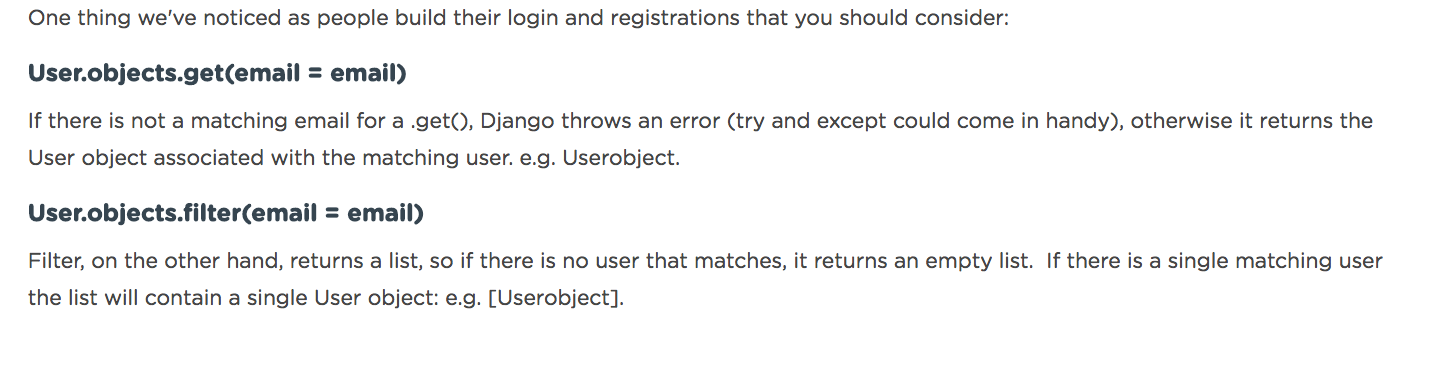 One thing we've noticed as people build their login and registrations that you should consider:
User.objects.get(email = email)
If there is not a matching email for a .get(), Django throws an error (try and except could come in handy), otherwise it returns the
User object associated with the matching user. e.g. Userobject.
User.objects.filter(email = email)
Filter, on the other hand, returns a list, so if there is no user that matches, it returns an empty list.  If there is a single matching user
the list will contain a single User object: e.g. [Userobject].